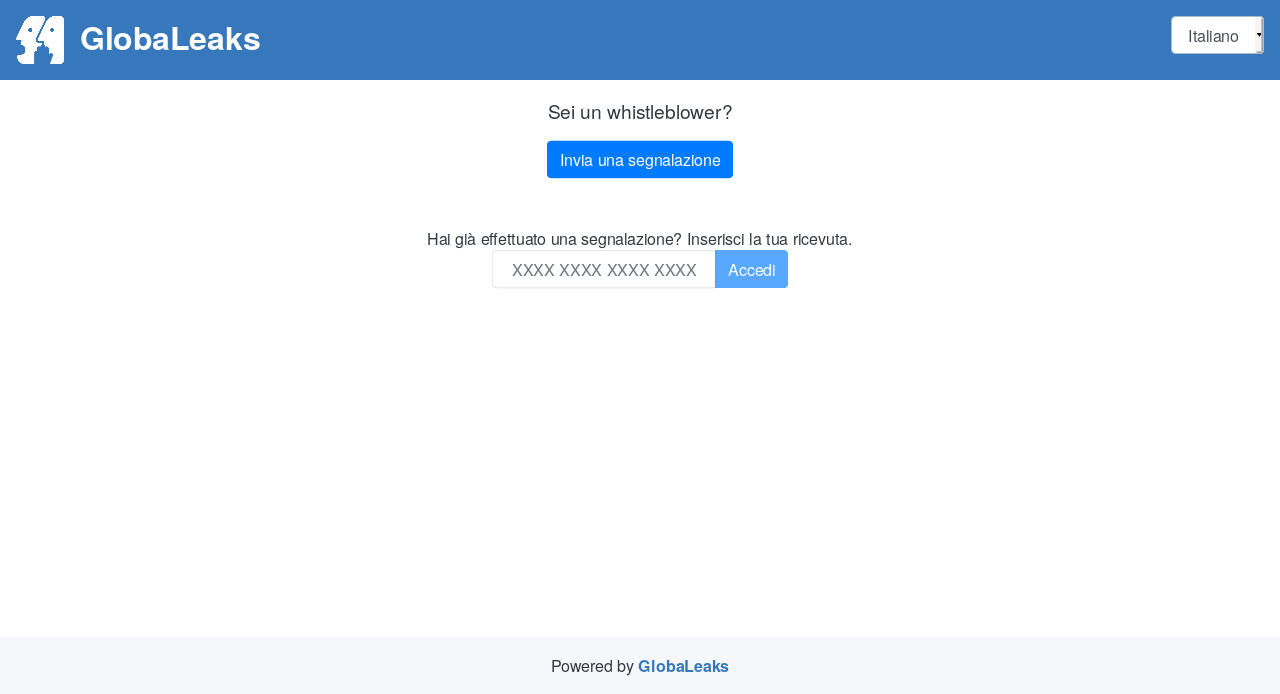 GlobaLeaks
Italiano
Sei un whistleblower?
Invia una segnalazione
Hai già effettuato una segnalazione? Inserisci la tua ricevuta.
XXXX XXXX XXXX XXXX
Accedi
Powered by GlobaLeaks